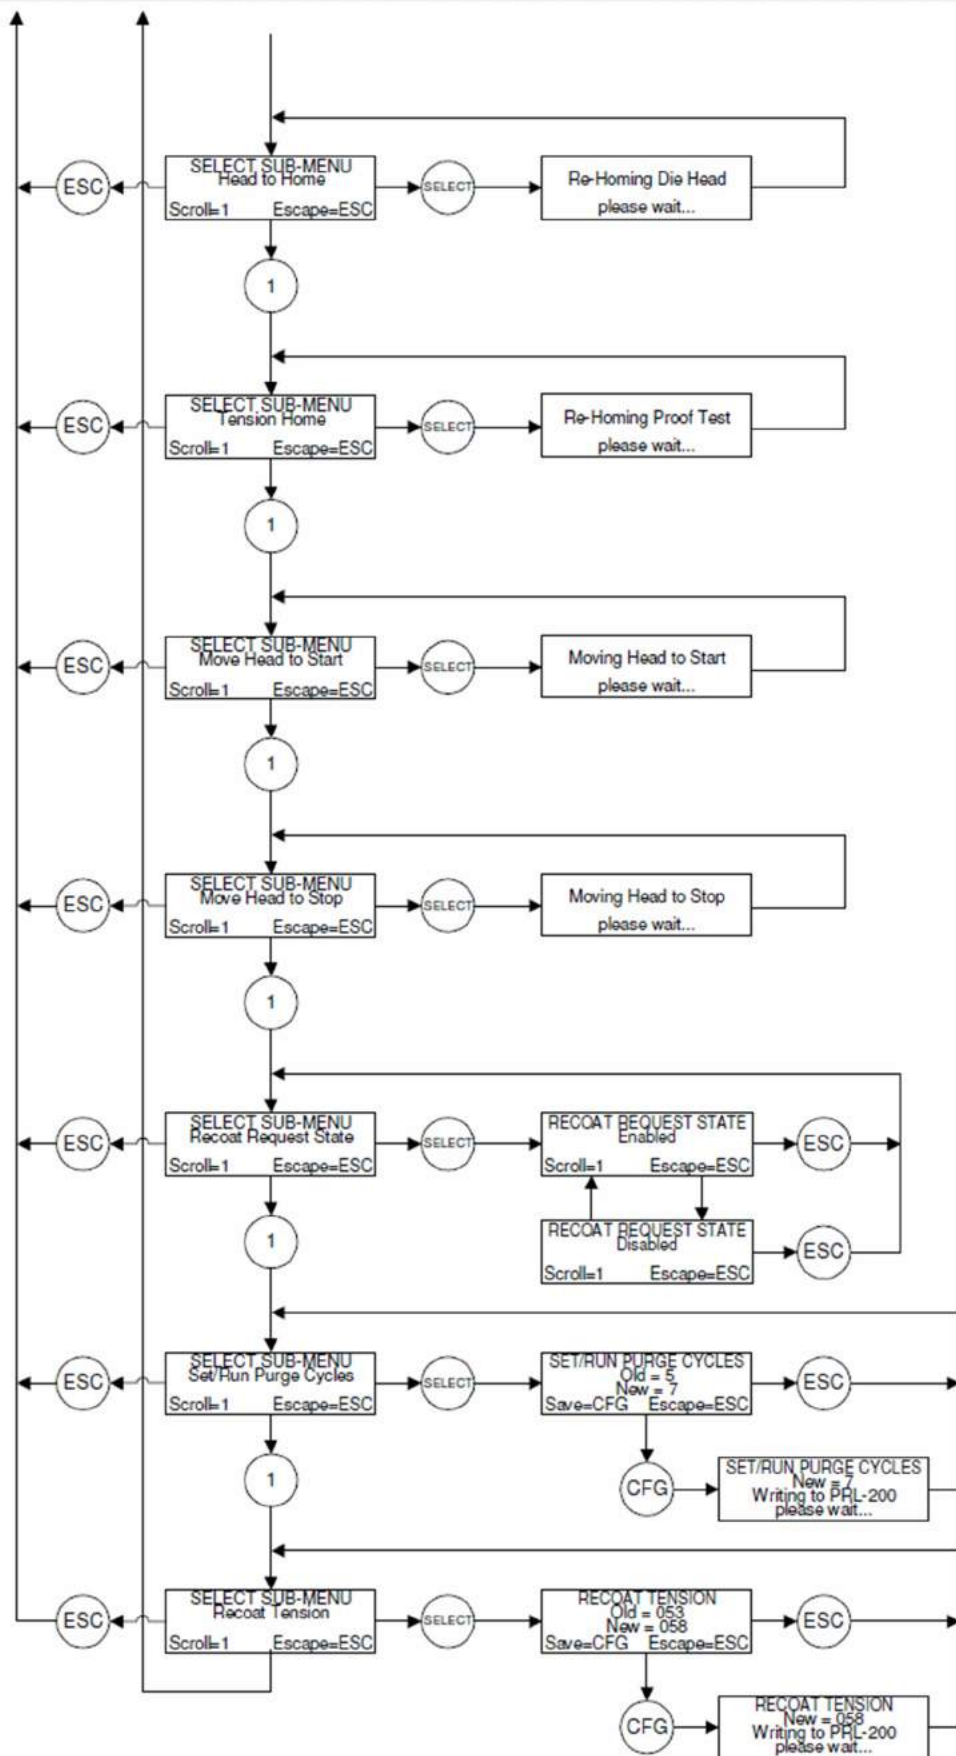 SELECT SUB-MENU
Head to Home
Scroll=1 Escape=ESC
ESC
SELECT
Re-Homing Die Head
please wait...
1
SELECT SUB-MENU
Tension Home
Scroll=1 Escape=ESC
ESC
SELECT
Re-Homing Proof Test
please wait...
1
SELECT SUB-MENU
Move Head to Start
Scroll=1 Escape=ESC
ESC
SELECT
Moving Head to Start
please wait...
1
SELECT SUB-MENU
Move Head to Stop
Scroll=1 Escape=ESC
ESC
SELECT
Moving Head to Stop
please wait...
1
SELECT SUB-MENU
Recoat Request State
Scroll=1 Escape=ESC
ESC
SELECT
RECOAT REQUEST STATE
Enabled
Scroll=1 Escape=ESC
ESC
1
RECOAT REQUEST STATE
Disabled
Scroll=1 Escape=ESC
ESC
SELECT SUB-MENU
Set/Run Purge Cycles
Scroll=1 Escape=ESC
ESC
SELECT
SET/RUN PURGE CYCLES
Old = 5
New = 7
Save=CFG Escape=ESC
ESC
1
CFG
SET/RUN PURGE CYCLES
New = 7
Writing to PRL-200
please wait...
SELECT SUB-MENU
Recoat Tension
Scroll=1 Escape=ESC
ESC
SELECT
RECOAT TENSION
Old = 053
New = 058
Save=CFG Escape=ESC
ESC
CFG
RECOAT TENSION
New = 058
Writing to PRL-200
please wait...